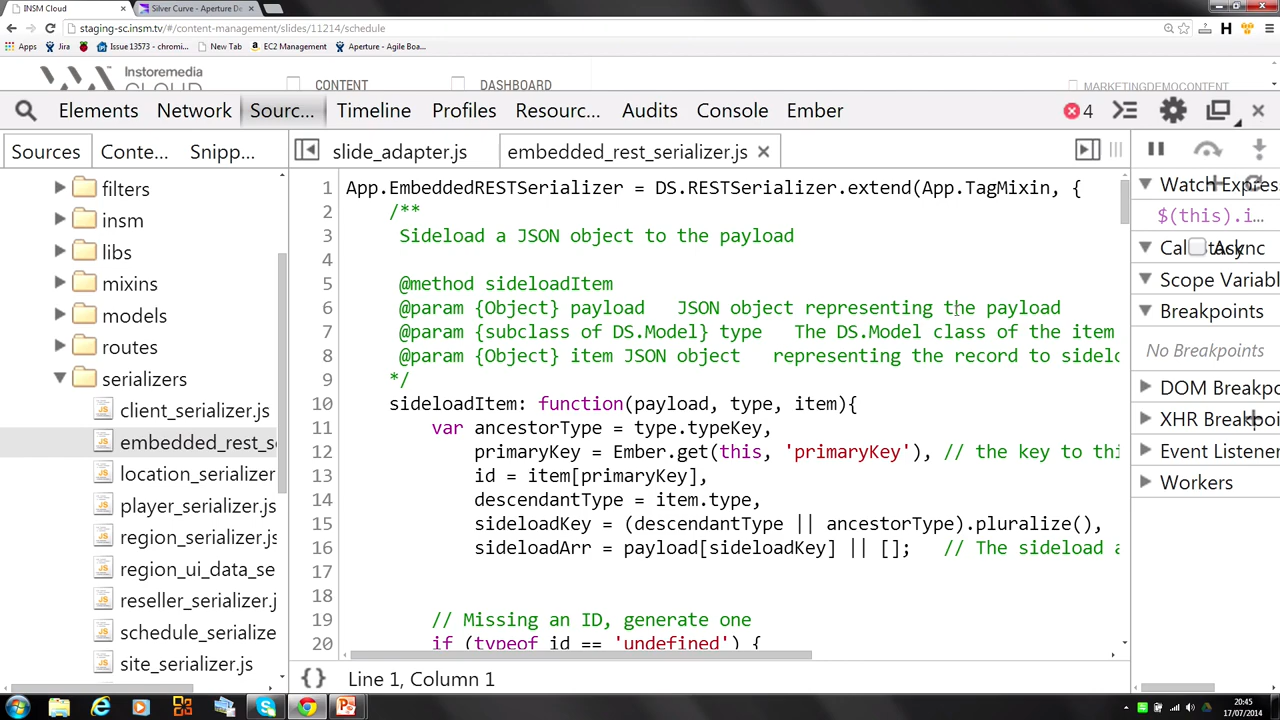 INSM Cloud
Silver Curve - Aperture De
staging-sc.insm.tv/#/content-management/slides/11214/schedule
Apps Jira Issue 13573 - chromi... New Tab EC2 Management Aperture - Agile Boa...
Instoremedia
CLOUD
CONTENT
DASHBOARD
MARKETINGDEMOCONTENT
Elements Network Sourc... Timeline Profiles Resourc... Audits Console Ember 4
Sources Conte... Snipp...
slide_adapter.js embedded_rest_serializer.js
filters
insm
libs
mixins
models
routes
serializers
client_serializer.js
embedded_rest_s
location_serializer
player_serializer.js
region_serializer.js
region_ui_data_se
reseller_serializer.j
schedule_serialize
site_serializer.js
1 App.EmbeddedRESTSerializer = DS.RESTSerializer.extend(App.TagMixin, {
2 /**
3 Sideload a JSON object to the payload
4
5 @method sideloadItem
6 @param {Object} payload JSON object representing the payload
7 @param {subclass of DS.Model} type The DS.Model class of the item
8 @param {Object} item JSON object representing the record to sidelo
9 */
10 sideloadItem: function(payload, type, item){
11 var ancestorType = type.typeKey,
12 primaryKey = Ember.get(this, 'primaryKey'), // the key to thi
13 id = item[primaryKey],
14 descendantType = item.type,
15 sideloadKey = (descendantType || ancestorType).pluralize(),
16 sideloadArr = payload[sideloadKey] || []; // The sideload a
17
18
19 // Missing an ID, generate one
20 if (typeof id == 'undefined') {
{} Line 1, Column 1
Watch Expres
$(this).i...
Call Stack Async
Scope Variabl
Breakpoints
No Breakpoints
DOM Breakpo
XHR Breakpoi
Event Listener
Workers
20:45
17/07/2014